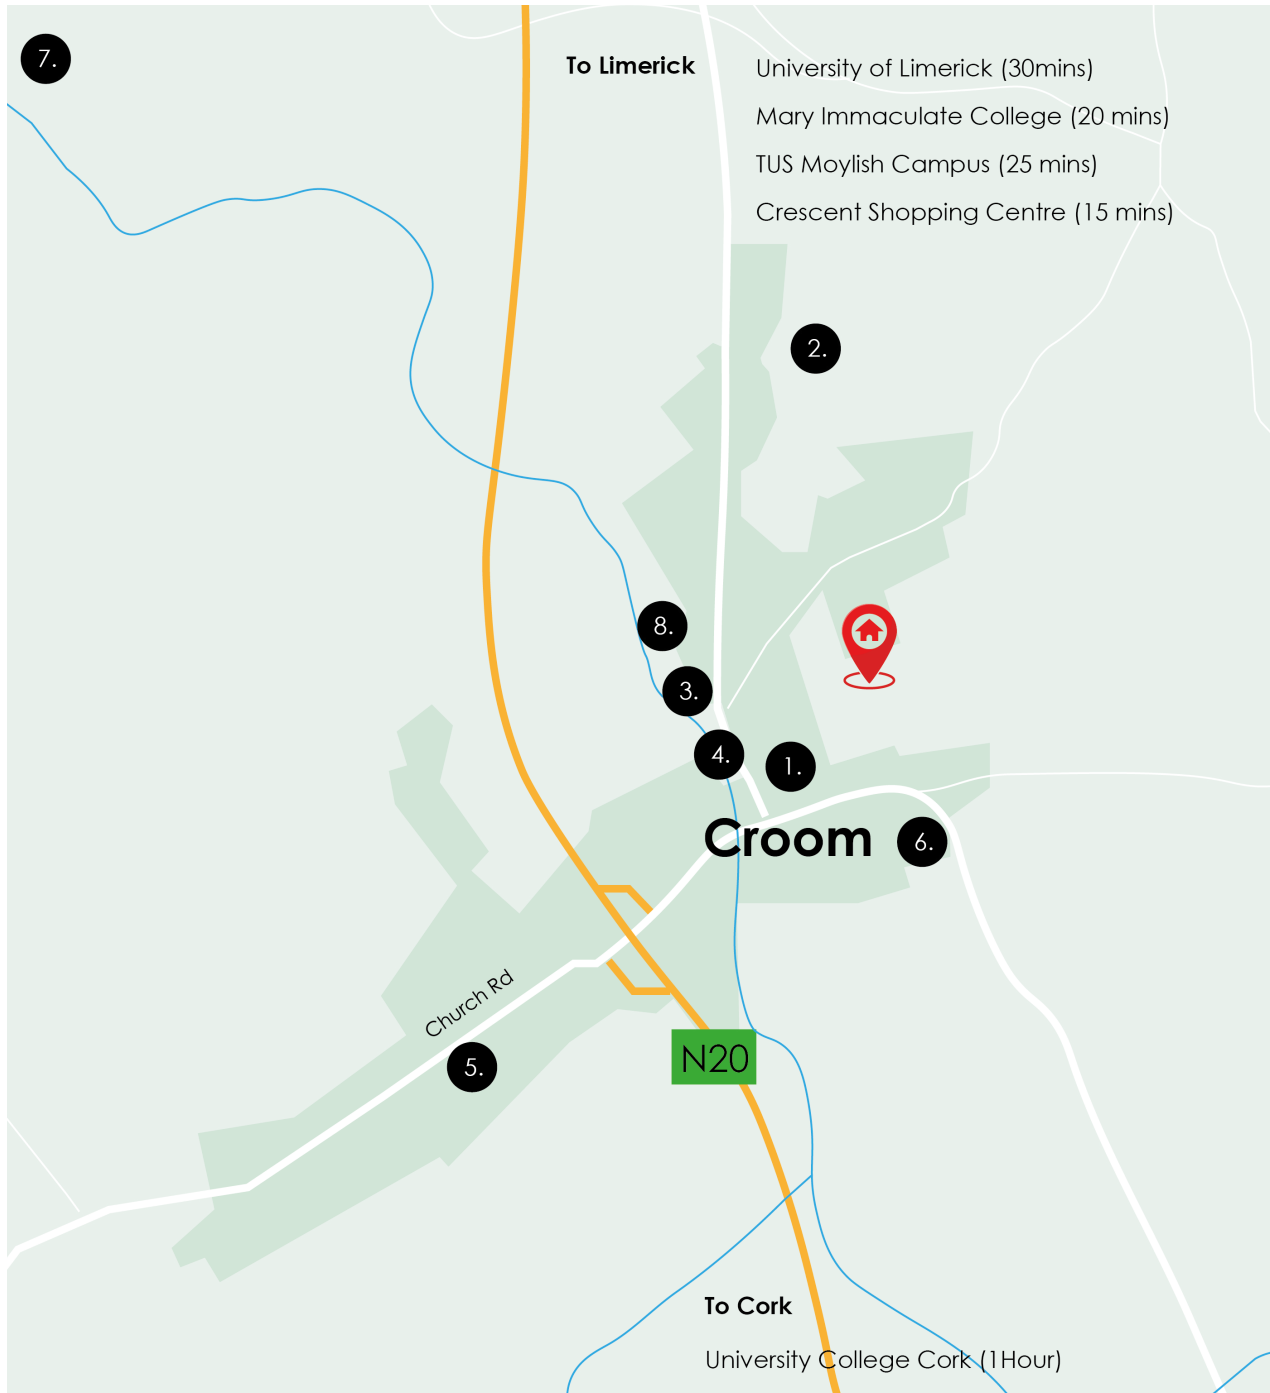 7.
To Limerick
University of Limerick (30mins)
Mary Immaculate College (20 mins)
TUS Moylish Campus (25 mins)
Crescent Shopping Centre (15 mins)
2.
8.
3.
4.
1.
Croom
6.
Church Rd
5.
N20
To Cork
University College Cork (1Hour)